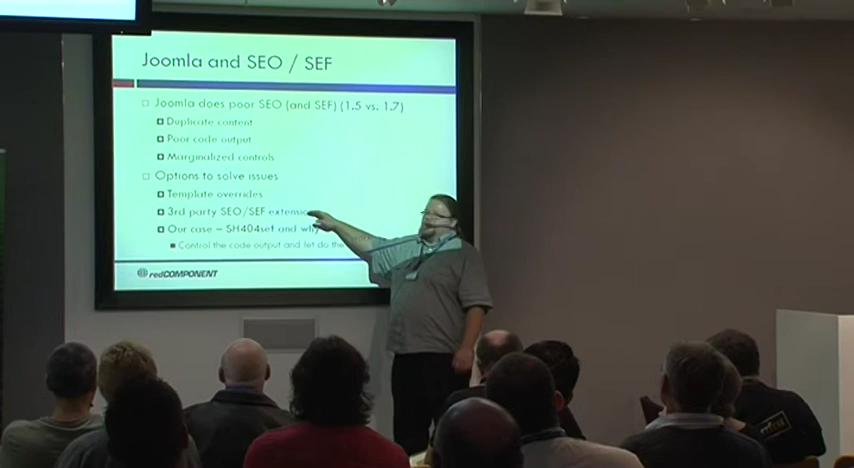 Joomla and SEO / SEF
Joomla does poor SEO (and SEF) (1.5 vs. 1.7)
Duplicate content
Poor code output
Marginalized controls
Options to solve issues
Template overrides
3rd party SEO/SEF extensio
Our case – SH404sef and why
Control the code output and let do the
redCOMPONENT